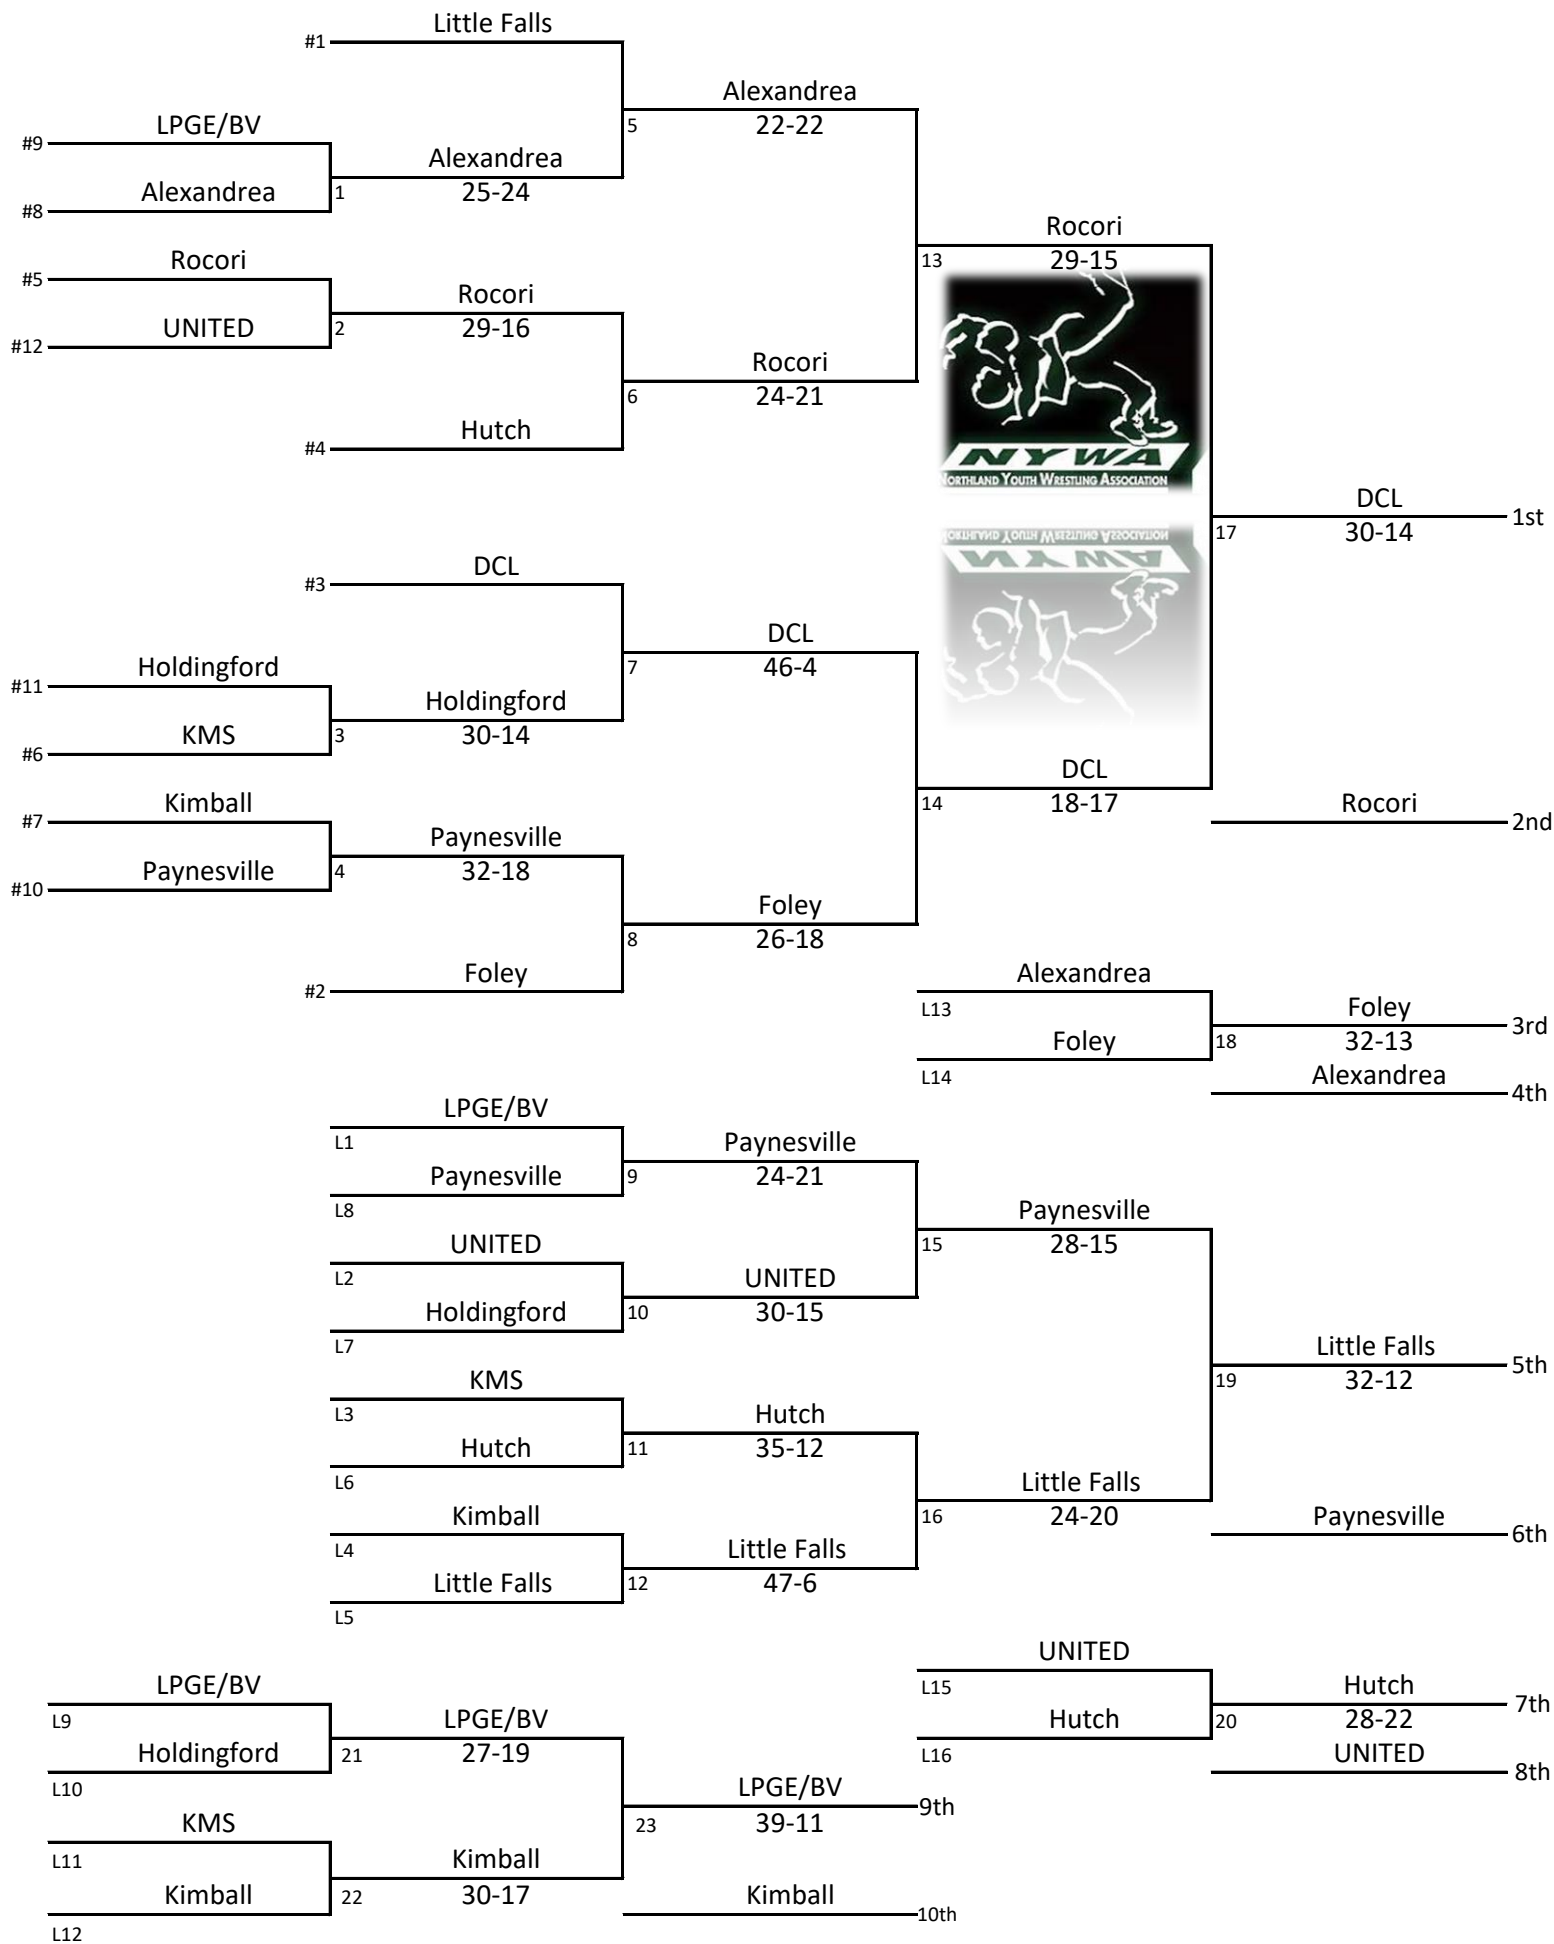 Little Falls
#1
Alexandrea
5
22-22
LPGE/BV
#9
Alexandrea
25-24
Alexandrea
1
#8
Rocori
13
29-15
Rocori
#5
Rocori
29-16
UNITED
2
#12
Rocori
6
24-21
Hutch
#4
NYWA
NORTHLAND YOUTH WRESTLING ASSOCIATION
NORTHLAND YOUTH WRESTLING ASSOCIATION
NYWA
DCL
1st
17
30-14
DCL
#3
DCL
7
46-4
Holdingford
#11
Holdingford
30-14
KMS
3
#6
DCL
14
18-17
Rocori
2nd
Kimball
#7
Paynesville
32-18
Paynesville
4
#10
Foley
8
26-18
Foley
#2
Alexandrea
L13
Foley
3rd
18
32-13
Foley
L14
Alexandrea
4th
LPGE/BV
L1
Paynesville
9
24-21
Paynesville
L8
Paynesville
15
28-15
UNITED
L2
UNITED
10
30-15
Holdingford
L7
Little Falls
5th
19
32-12
KMS
L3
Hutch
11
35-12
Hutch
L6
Little Falls
16
24-20
Paynesville
6th
Kimball
L4
Little Falls
12
47-6
Little Falls
L5
UNITED
L15
Hutch
7th
20
28-22
Hutch
L16
UNITED
8th
LPGE/BV
L9
LPGE/BV
21
27-19
Holdingford
L10
LPGE/BV
9th
23
39-11
KMS
L11
Kimball
22
30-17
Kimball
L12
Kimball
10th